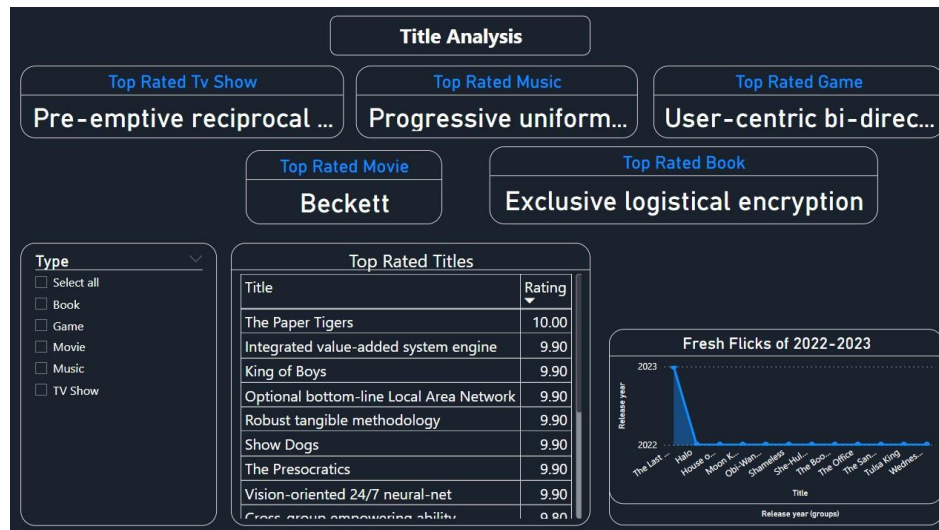 Title Analysis
Top Rated Tv Show
Pre-emptive reciprocal ...
Top Rated Music
Progressive uniform...
Top Rated Game
User-centric bi-direc...
Top Rated Movie
Beckett
Top Rated Book
Exclusive logistical encryption
Type
Select all
Book
Game
Movie
Music
TV Show
Top Rated Titles
Title Rating
The Paper Tigers 10.00
Integrated value-added system engine 9.90
King of Boys 9.90
Optional bottom-line Local Area Network 9.90
Robust tangible methodology 9.90
Show Dogs 9.90
The Presocratics 9.90
Vision-oriented 24/7 neural-net 9.90
Cross-group empowering ability 9.80
Fresh Flicks of 2022-2023
Release year
2023
2022
The Last ...
Halo
House o...
Moon K...
Obi-Wan...
Shameless
She-Hul...
The Boo...
The Office
The San...
Tulsa King
Wednes...
Title
Release year (groups)